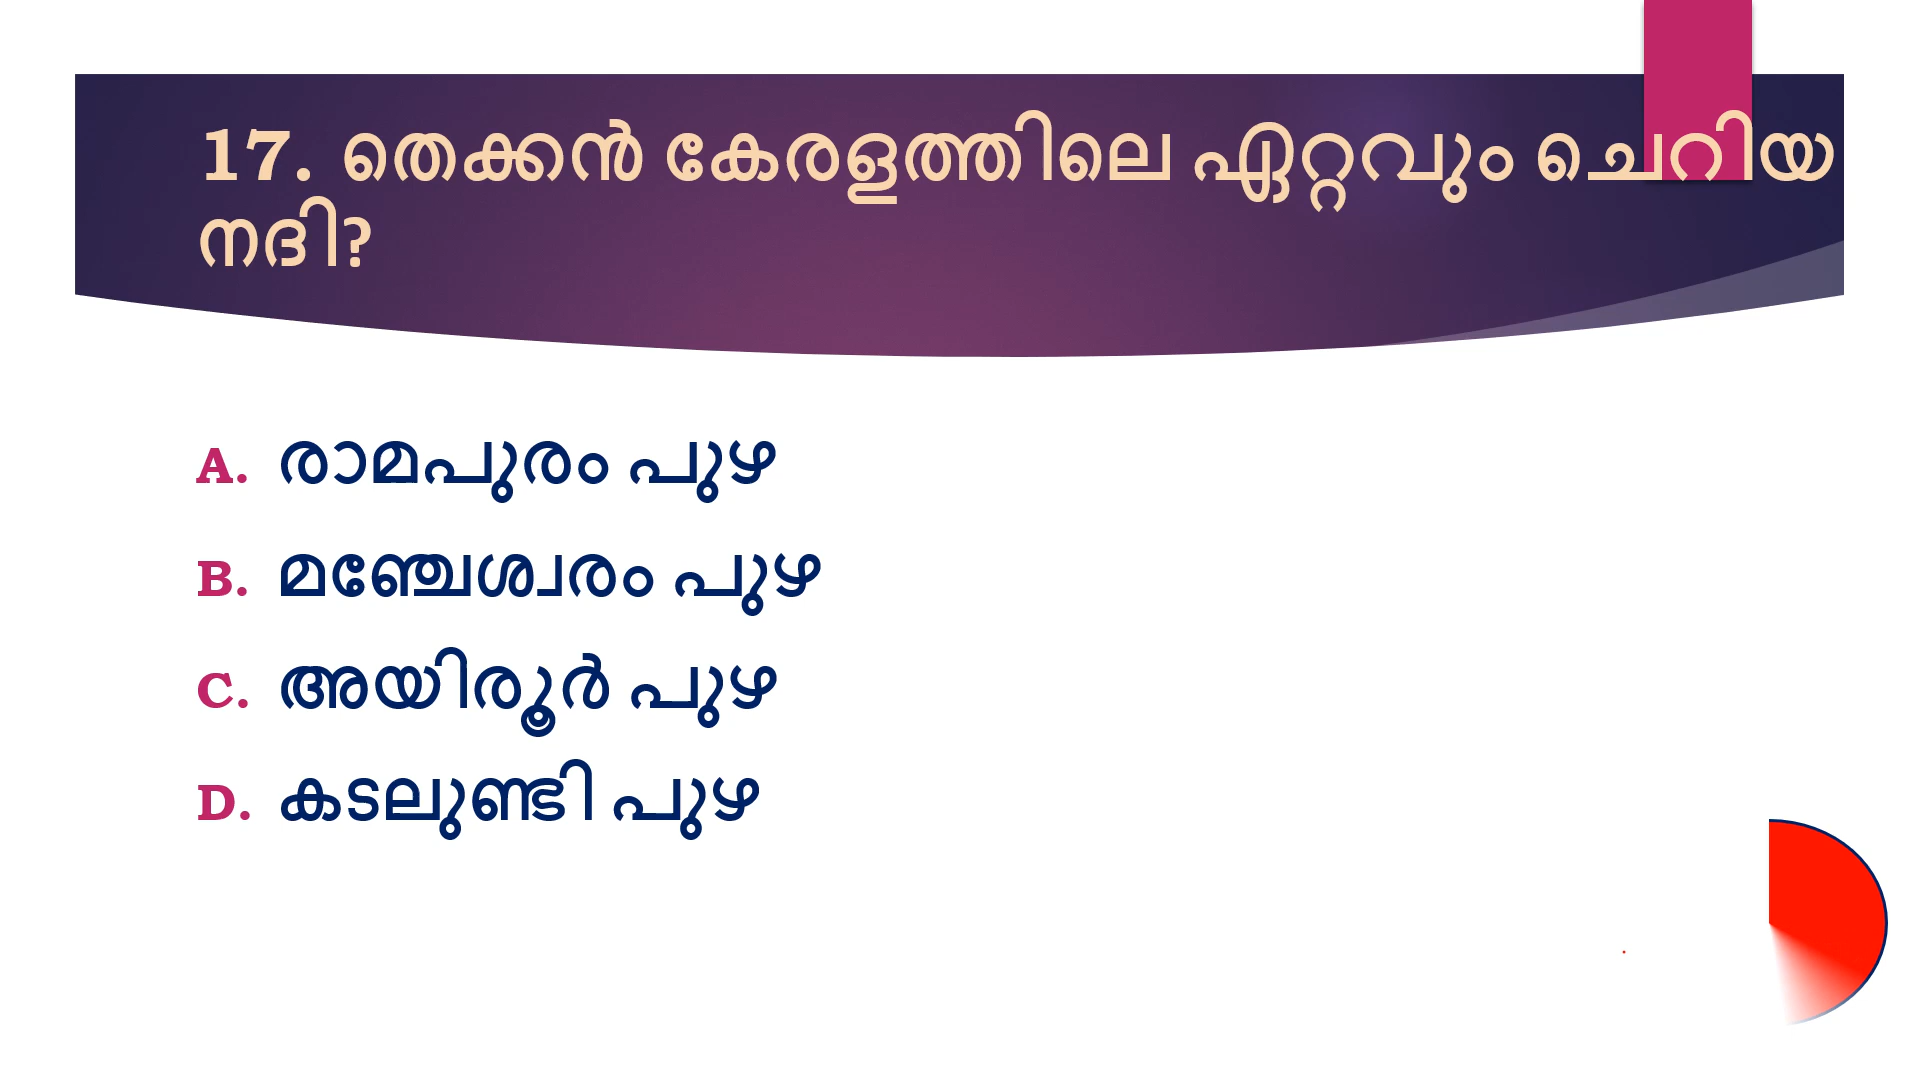 17. തെക്കൻ കേരളത്തിലെ ഏറ്റവും ചെറിയ
നദി?
A. രാമപുരം പുഴ
B. മഞ്ചേശ്വരം പുഴ
C. അയിരൂർ പുഴ
D. കടലുണ്ടി പുഴ